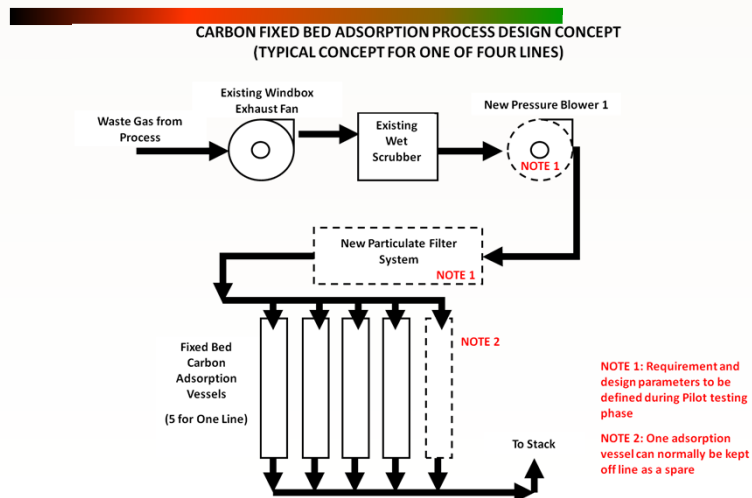 CARBON FIXED BED ADSORPTION PROCESS DESIGN CONCEPT
(TYPICAL CONCEPT FOR ONE OF FOUR LINES)
Existing Windbox
Exhaust Fan
New Pressure Blower 1
Waste Gas from
Process
Existing
Wet
Scrubber
NOTE 1
New Particulate Filter
System
NOTE 1
Fixed Bed
Carbon
Adsorption
Vessels
(5 for One Line)
NOTE 2
NOTE 1: Requirement and
design parameters to be
defined during Pilot testing
phase
NOTE 2: One adsorption
vessel can normally be kept
off line as a spare
To Stack